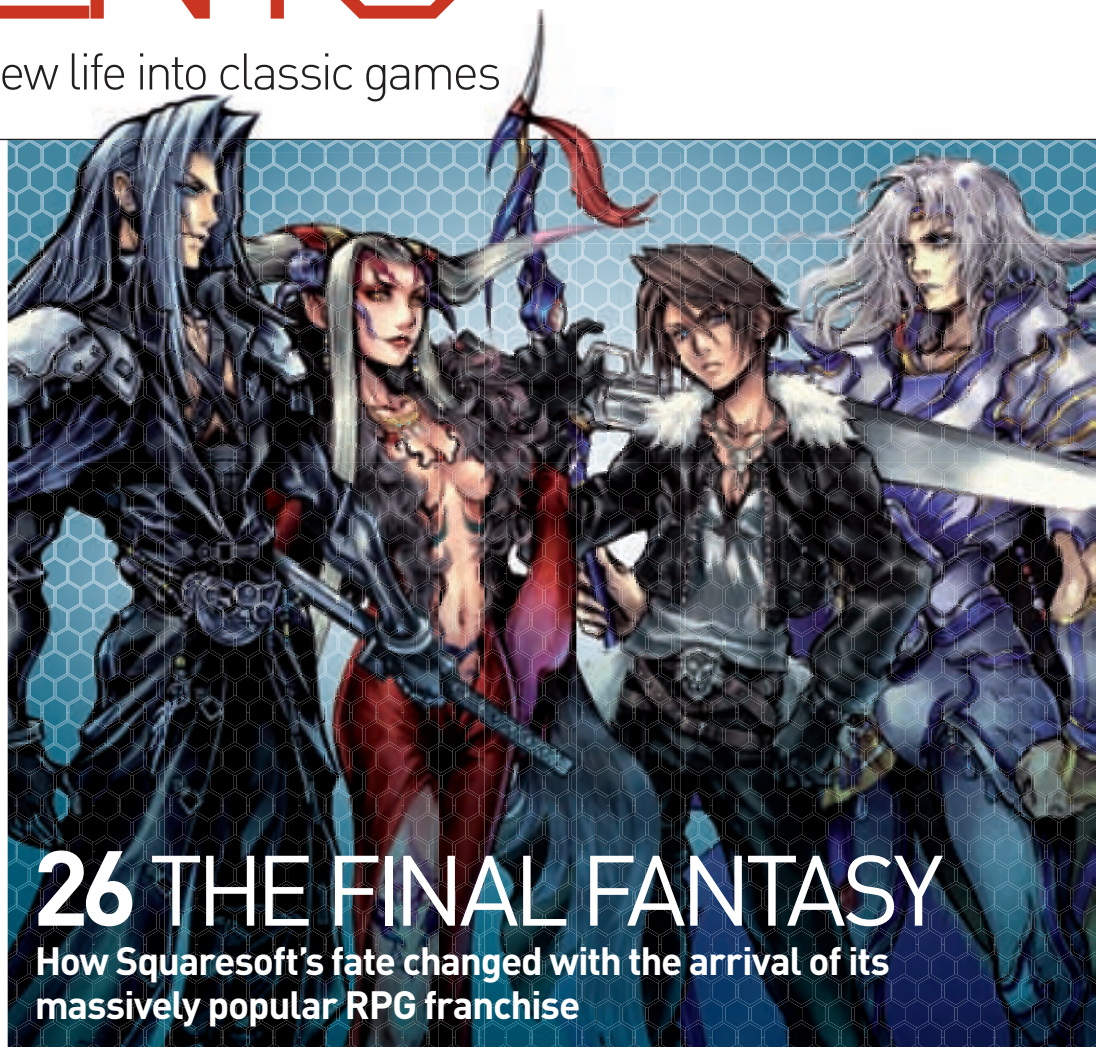 ew life into classic games
26 THE FINAL FANTASY
How Squaresoft's fate changed with the arrival of its
massively popular RPG franchise